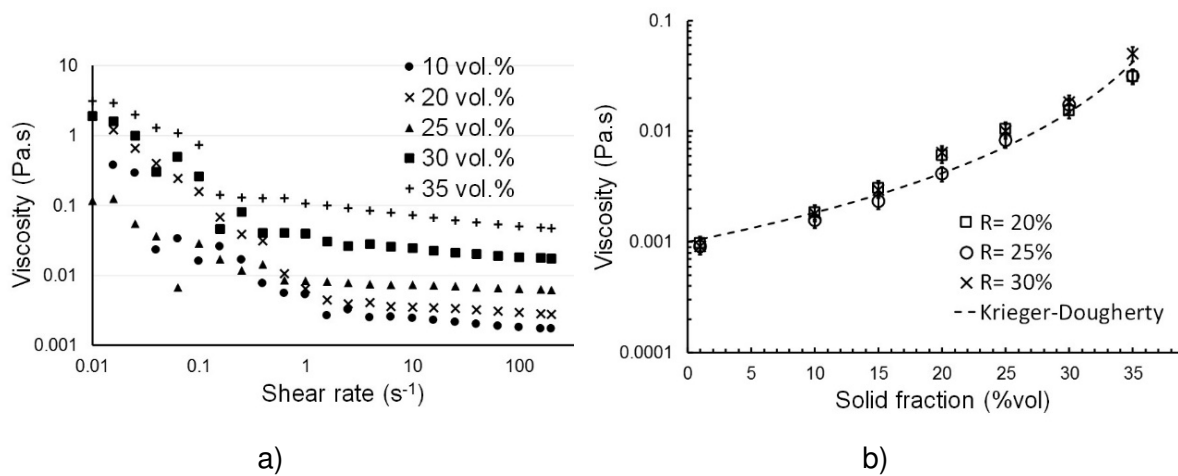 10
1
0.1
0.01
0.001
Viscosity (Pa.s)
0.01 0.1 1 10 100
Shear rate (s⁻¹)
10 vol.%
20 vol.%
25 vol.%
30 vol.%
35 vol.%
a)
0.1
0.01
0.001
0.0001
Viscosity (Pa.s)
0 5 10 15 20 25 30 35
Solid fraction (%vol)
R= 20%
R= 25%
R= 30%
Krieger-Dougherty
b)